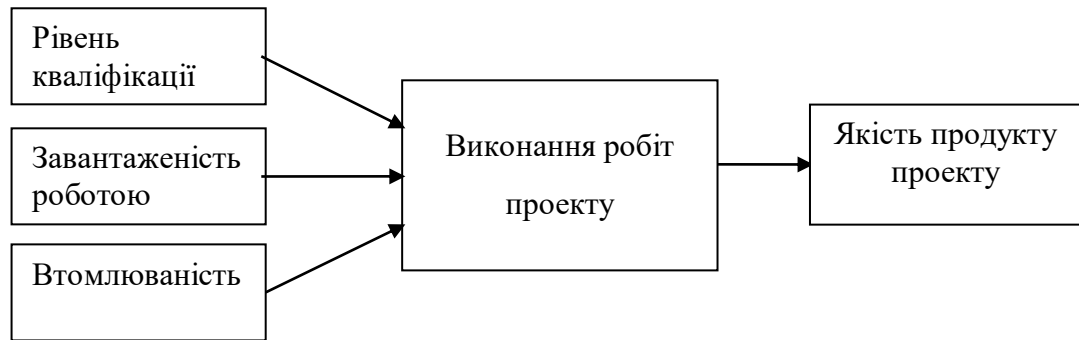 Рівень
кваліфікації
Завантаженість
роботою
Втомлюваність
Виконання робіт
проекту
Якість продукту
проекту